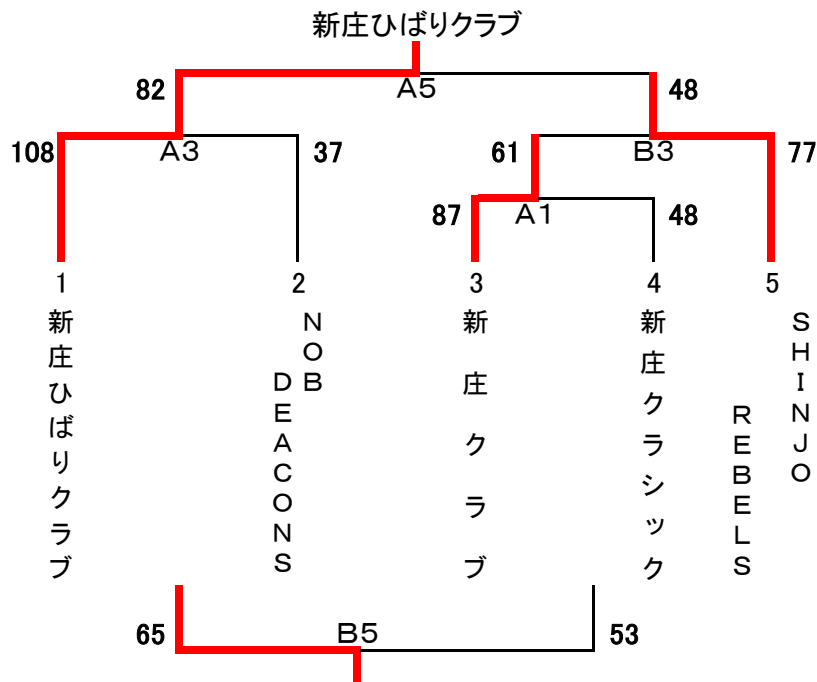 新庄ひばりクラブ
82
A5
48
108
A3
37
61
B3
77
87
A1
48
1
2
3
4
5
新庄ひばりクラブ
NOB
DEACONS
新庄クラブ
新庄クラシック
SHINJO
REBELS
65
B5
53